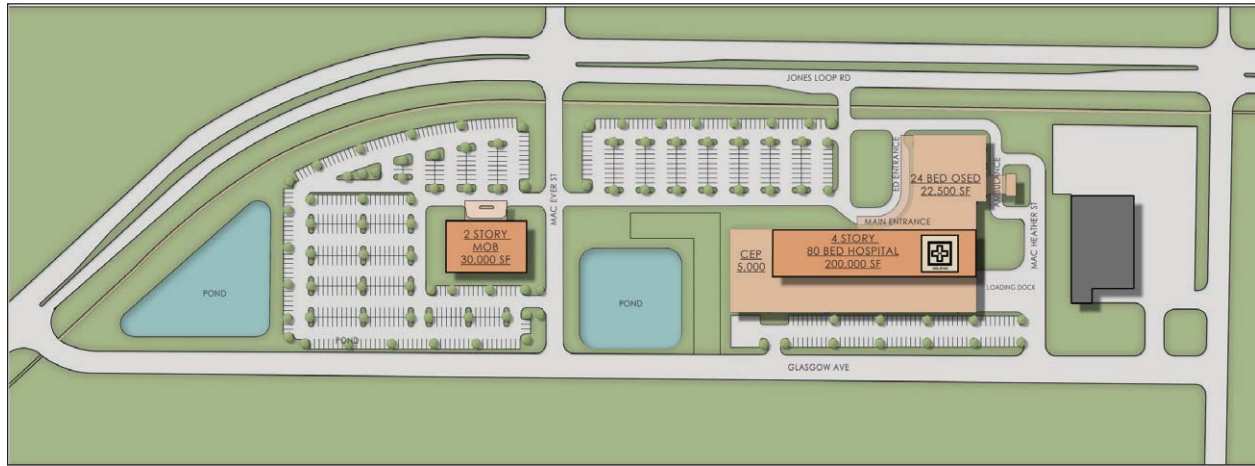 JONES LOOP RD
MAC EVER ST
ED ENTRANCE
24 BED OSED
22,500 SF
AMBULANCE
MAIN ENTRANCE
MAC HEATHER ST
2 STORY
MOB
30,000 SF
4 STORY
80 BED HOSPITAL
200,000 SF
CEP
5,000
LOADING DOCK
POND
POND
POND
GLASGOW AVE